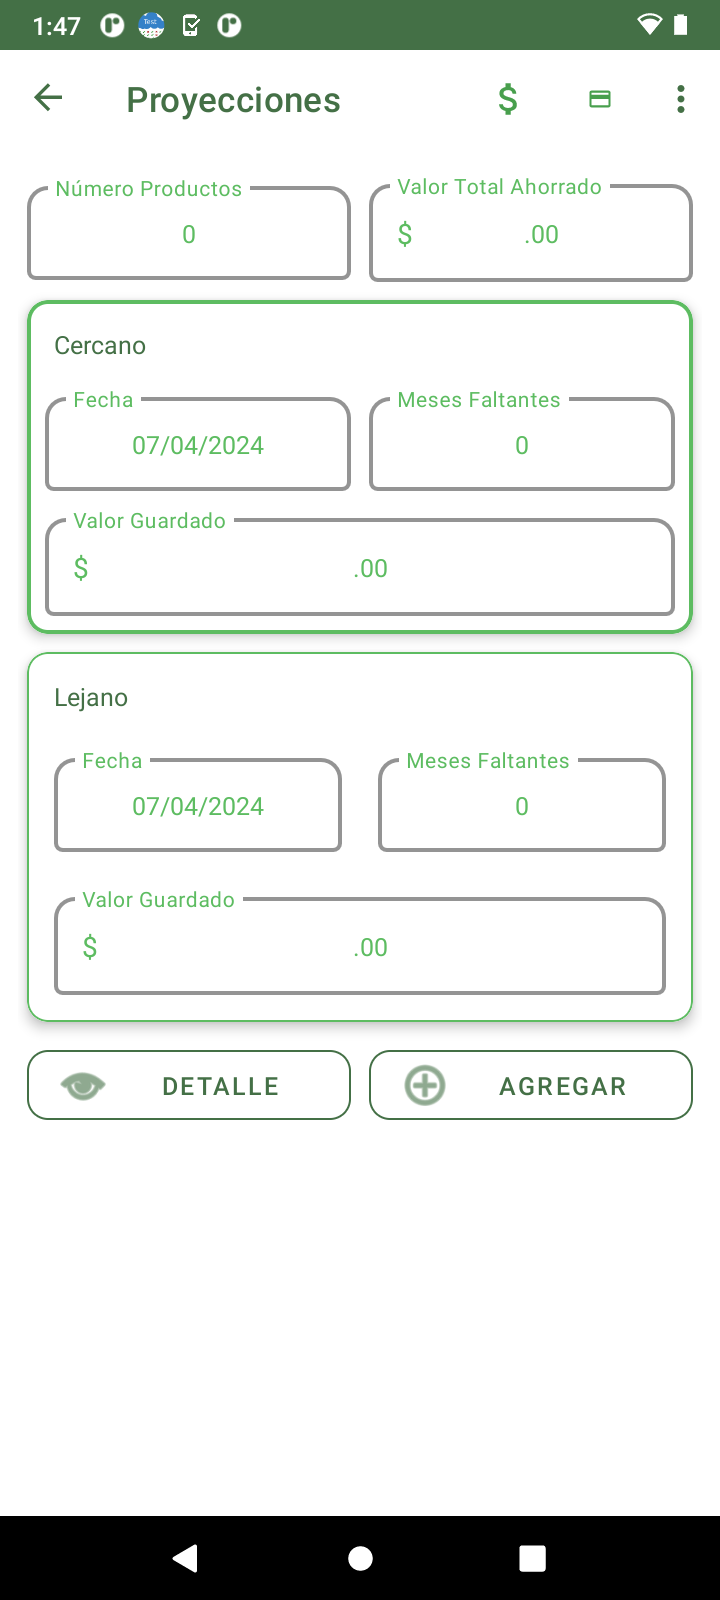 1:47
Test
Proyecciones
Número Productos
0
Valor Total Ahorrado
$ .00
Cercano
Fecha
07/04/2024
Meses Faltantes
0
Valor Guardado
$ .00
Lejano
Fecha
07/04/2024
Meses Faltantes
0
Valor Guardado
$ .00
DETALLE
AGREGAR